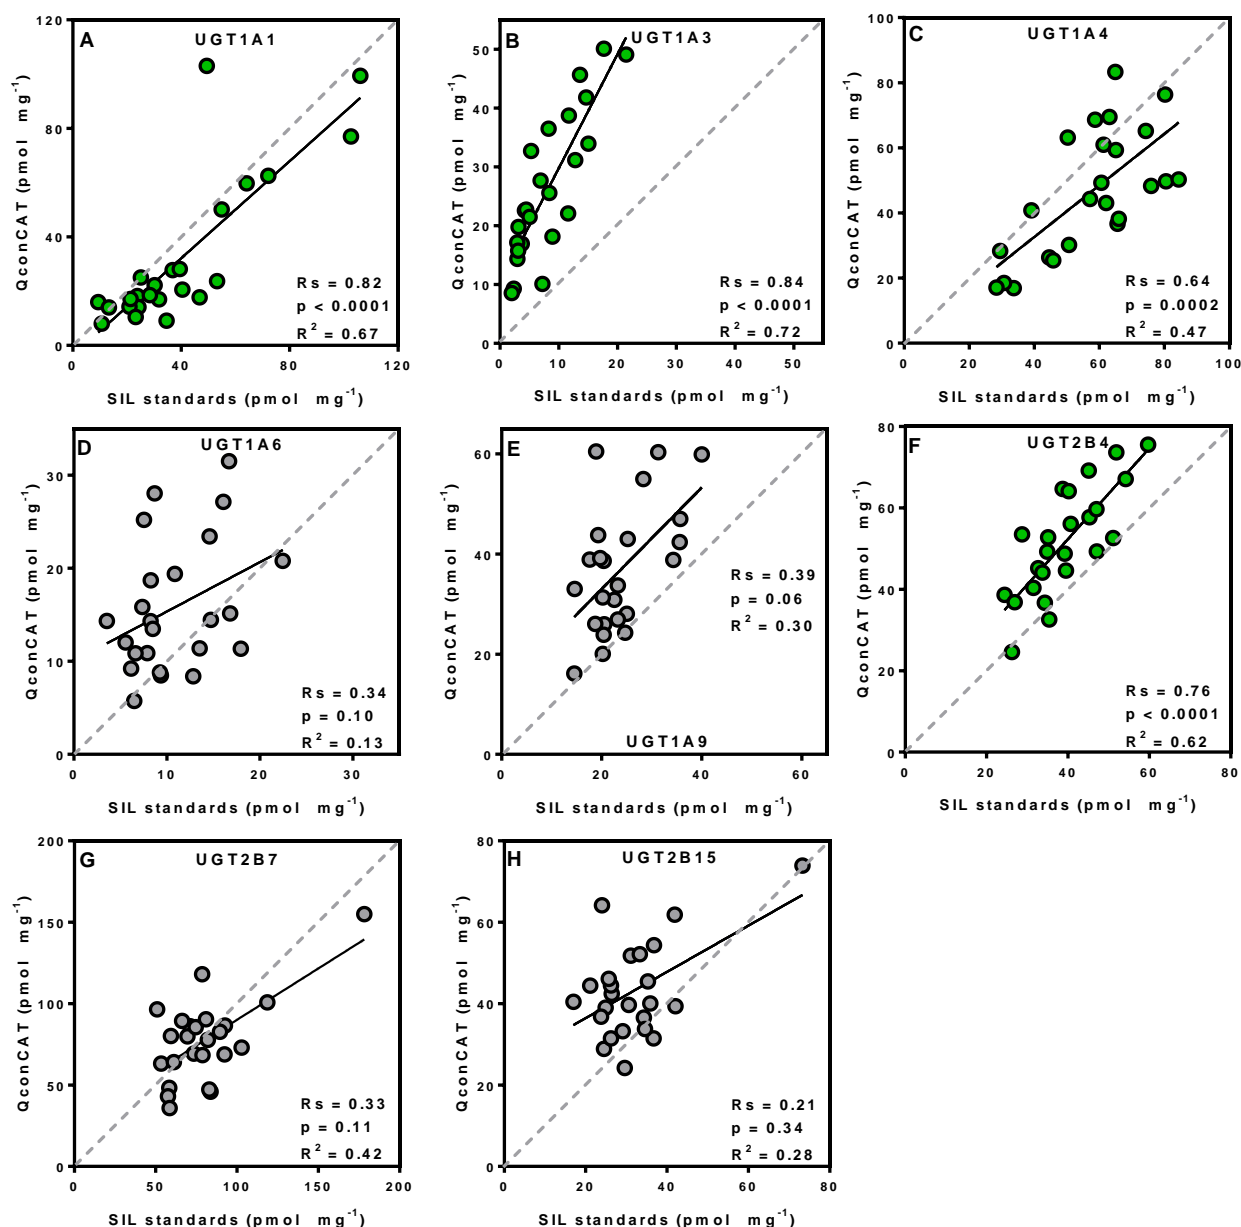 A
UGT1A1
QconCAT (pmol mg⁻¹)
120
80
40
0
Rs = 0.82
p < 0.0001
R² = 0.67
0 40 80 120
SIL standards (pmol mg⁻¹)
B
UGT1A3
QconCAT (pmol mg⁻¹)
50
40
30
20
10
0
Rs = 0.84
p < 0.0001
R² = 0.72
0 10 20 30 40 50
SIL standards (pmol mg⁻¹)
C
UGT1A4
QconCAT (pmol mg⁻¹)
100
80
60
40
20
0
Rs = 0.64
p = 0.0002
R² = 0.47
0 20 40 60 80 100
SIL standards (pmol mg⁻¹)
D
UGT1A6
QconCAT (pmol mg⁻¹)
30
20
10
0
Rs = 0.34
p = 0.10
R² = 0.13
0 10 20 30
SIL standards (pmol mg⁻¹)
E
QconCAT (pmol mg⁻¹)
60
40
20
0
Rs = 0.39
p = 0.06
R² = 0.30
UGT1A9
0 20 40 60
SIL standards (pmol mg⁻¹)
F
UGT2B4
QconCAT (pmol mg⁻¹)
80
60
40
20
0
Rs = 0.76
p < 0.0001
R² = 0.62
0 20 40 60 80
SIL standards (pmol mg⁻¹)
G
UGT2B7
QconCAT (pmol mg⁻¹)
200
150
100
50
0
Rs = 0.33
p = 0.11
R² = 0.42
0 50 100 150 200
SIL standards (pmol mg⁻¹)
H
UGT2B15
QconCAT (pmol mg⁻¹)
80
60
40
20
0
Rs = 0.21
p = 0.34
R² = 0.28
0 20 40 60 80
SIL standards (pmol mg⁻¹)